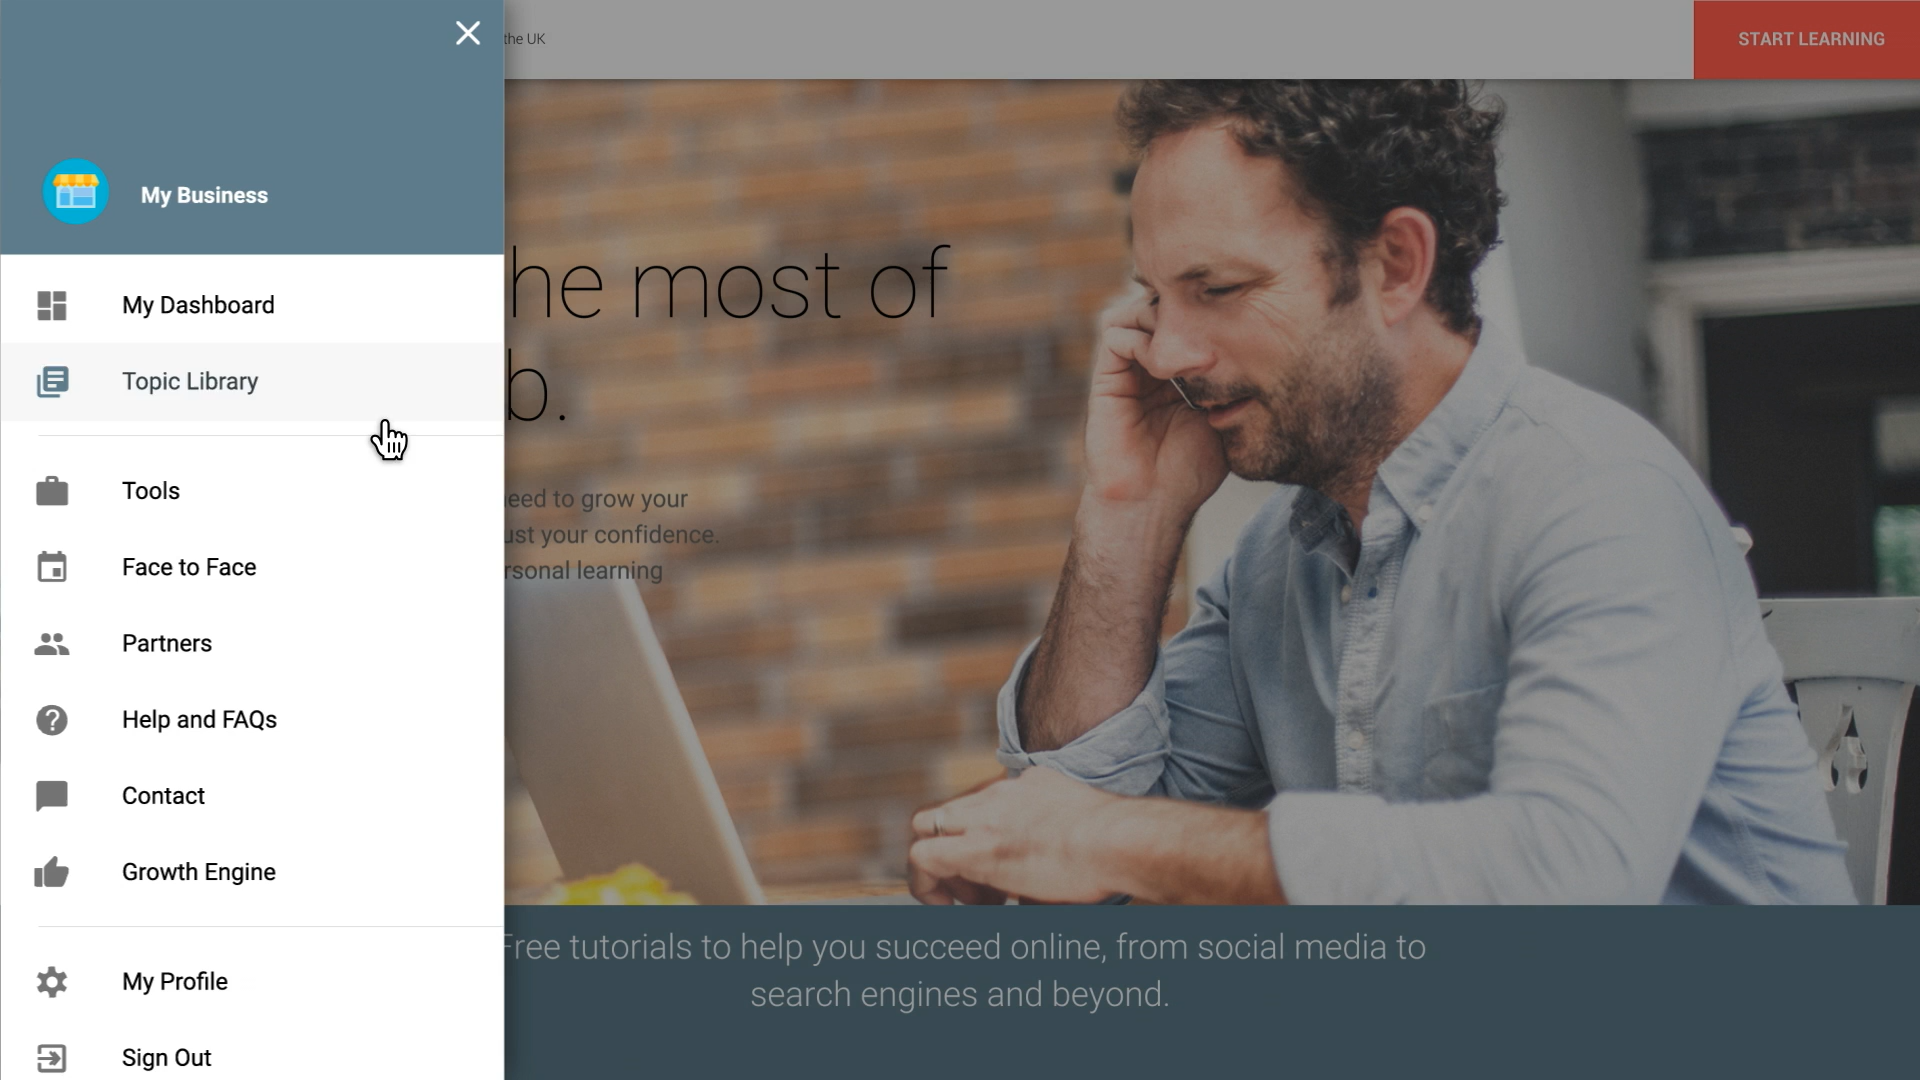 the UK
START LEARNING
My Business
My Dashboard
Topic Library
Tools
Face to Face
Partners
Help and FAQs
Contact
Growth Engine
My Profile
Sign Out
he most of
b.
eed to grow your
ust your confidence.
rsonal learning
Free tutorials to help you succeed online, from social media to
search engines and beyond.